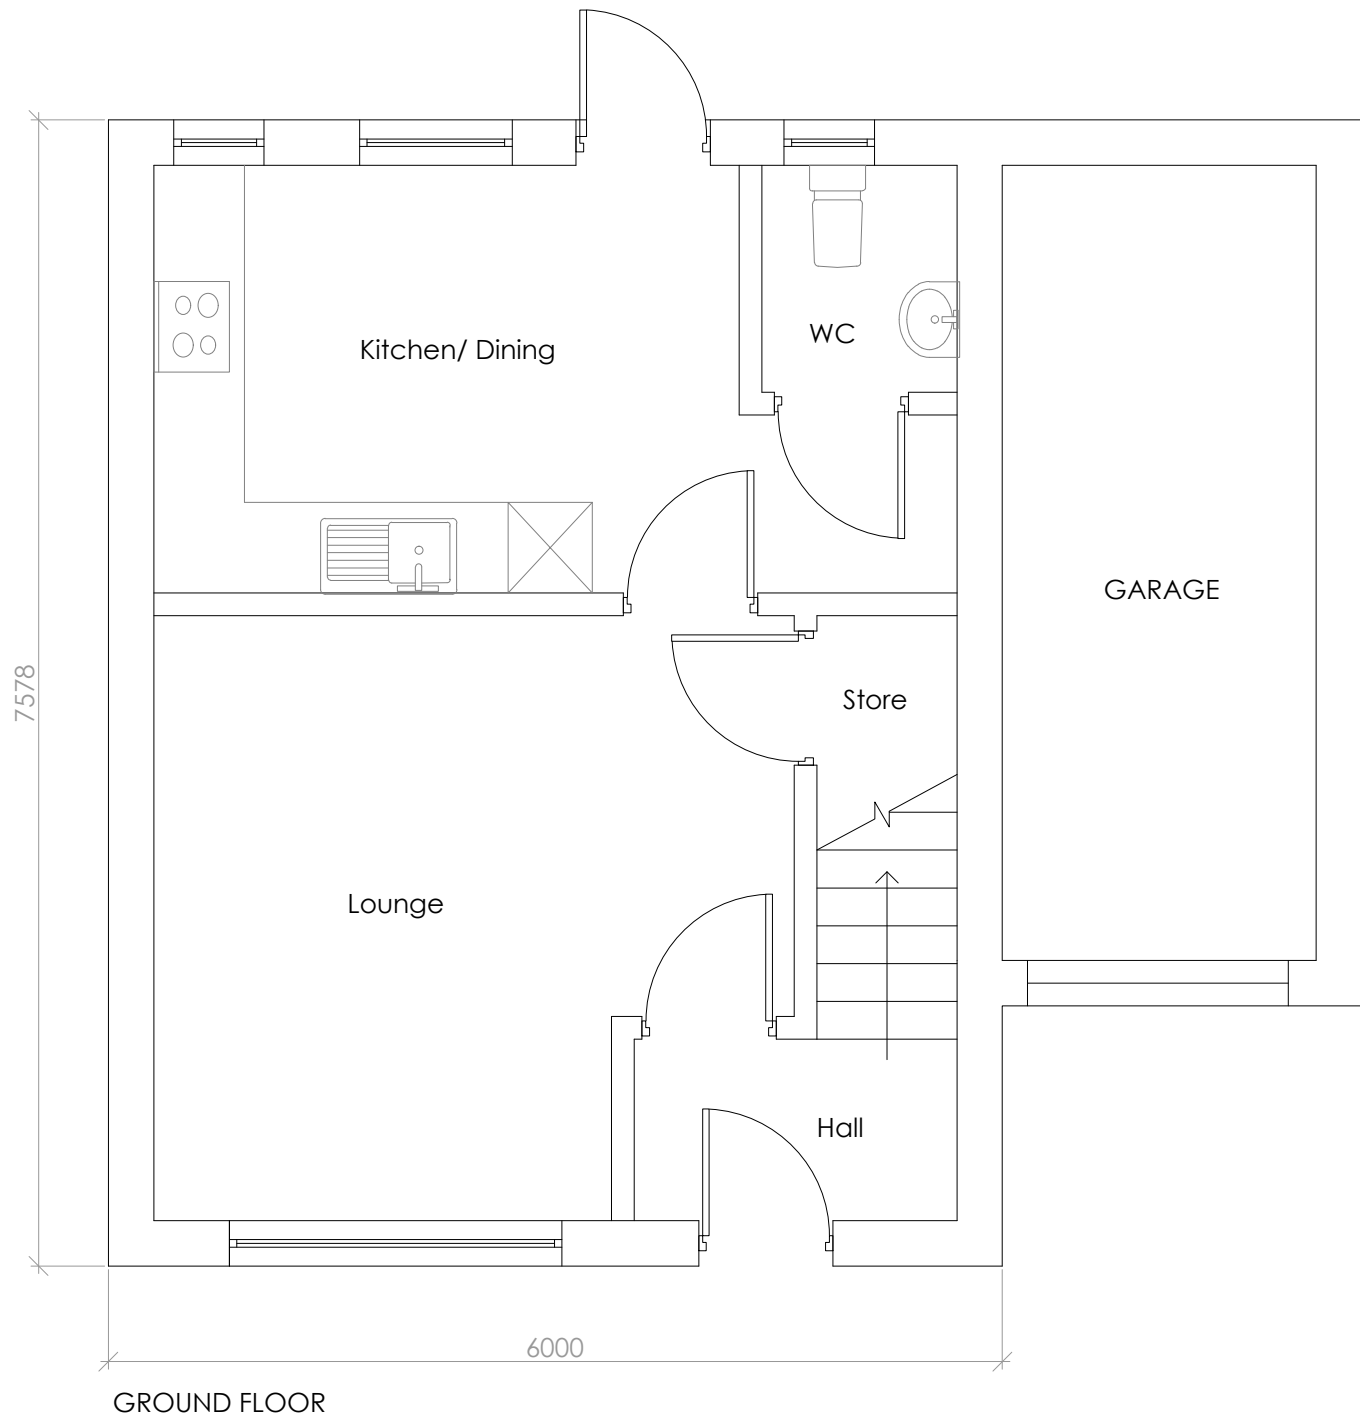 Kitchen/ Dining
WC
GARAGE
7578
Store
Lounge
Hall
6000
GROUND FLOOR